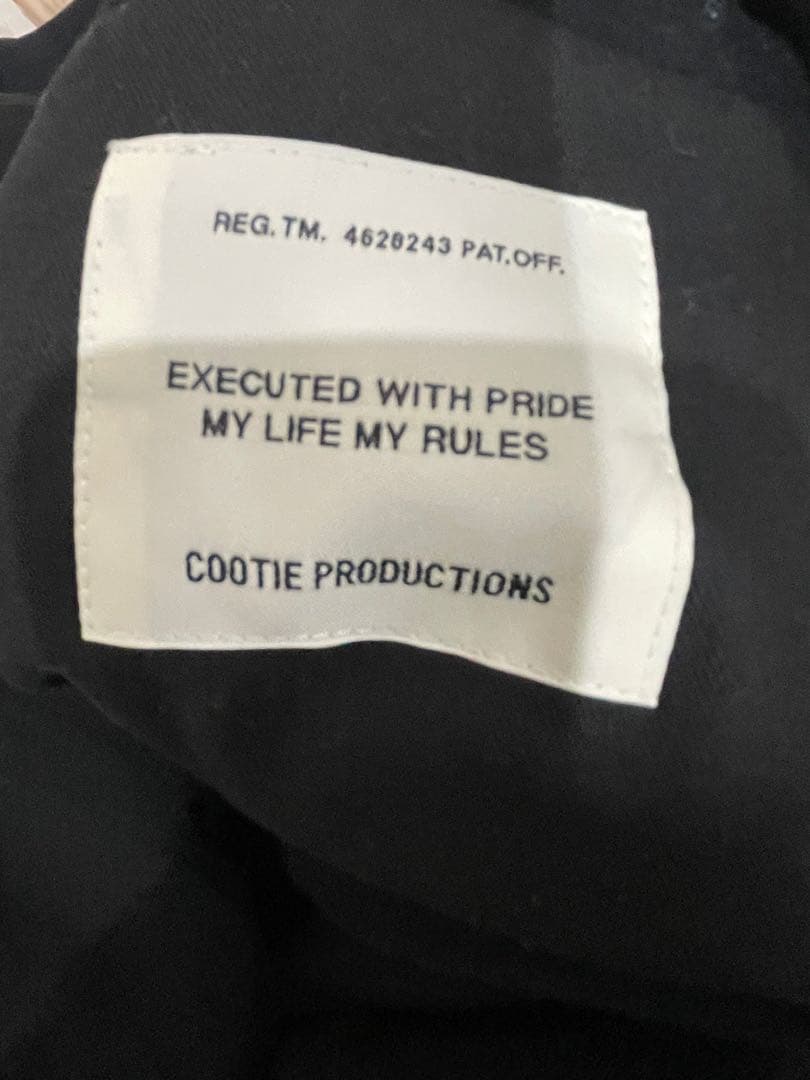 REG.TM. 4628243 PAT.OFF.
EXECUTED WITH PRIDE
MY LIFE MY RULES
COOTIE PRODUCTIONS